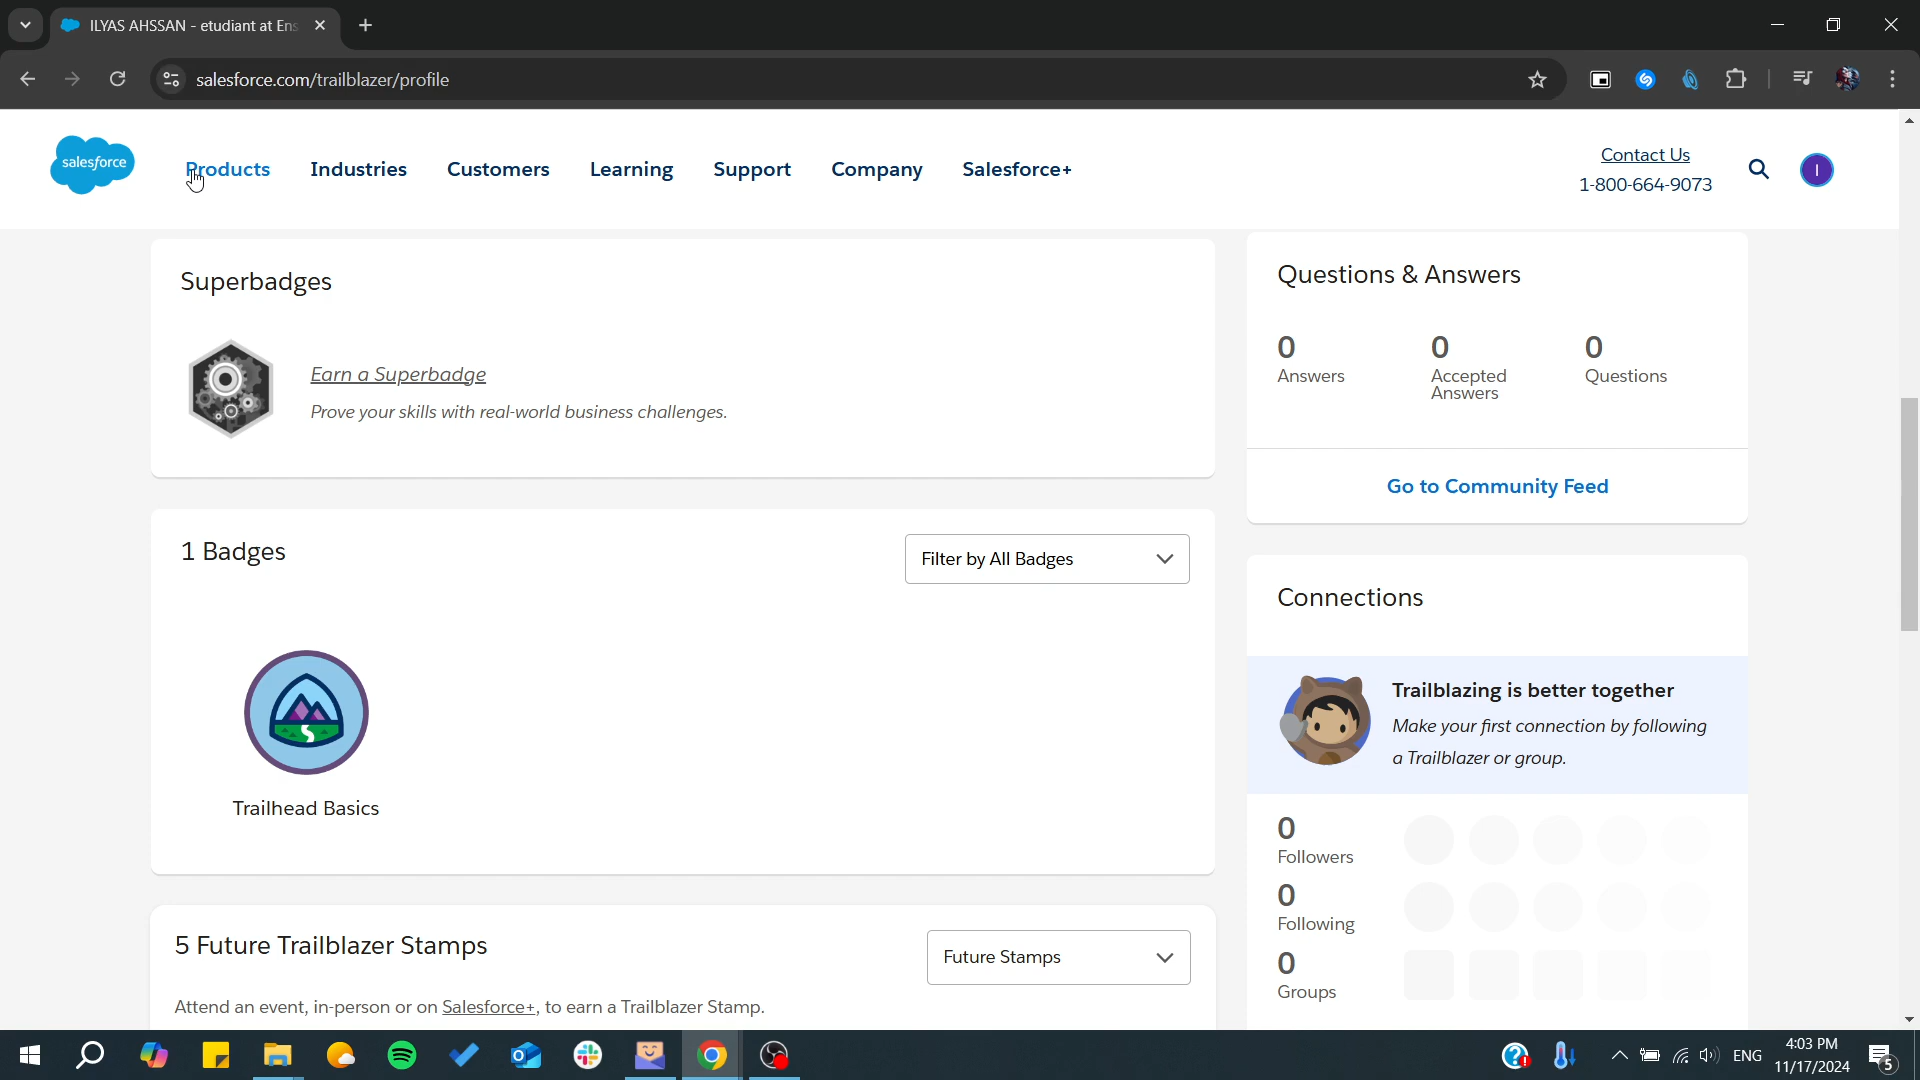 ILYAS AHSSAN - etudiant at Ens
salesforce.com/trailblazer/profile
salesforce
Products
Industries
Customers
Learning
Support
Company
Salesforce+
Contact Us
1-800-664-9073
I
Superbadges
Earn a Superbadge
Prove your skills with real-world business challenges.
Questions & Answers
0
Answers
0
Accepted
Answers
0
Questions
Go to Community Feed
1 Badges
Filter by All Badges
Trailhead Basics
Connections
Trailblazing is better together
Make your first connection by following
a Trailblazer or group.
0
Followers
0
Following
0
Groups
5 Future Trailblazer Stamps
Future Stamps
Attend an event, in-person or on Salesforce+, to earn a Trailblazer Stamp.
ENG
4:03 PM
11/17/2024
5